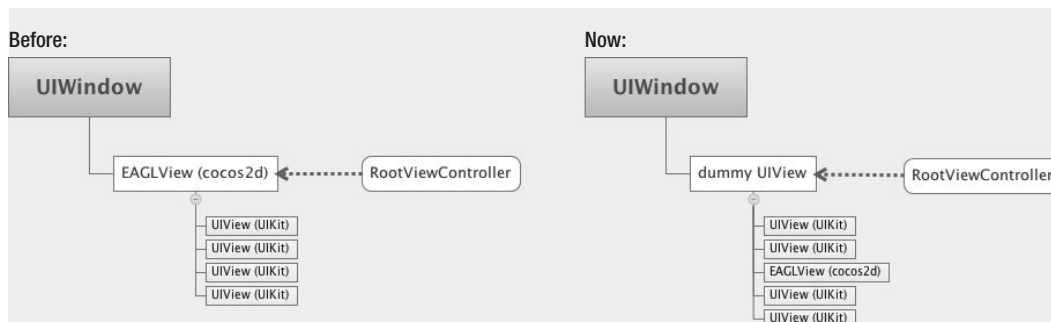 Before:
UIWindow
EAGLView (cocos2d)
RootViewController
UIView (UIKit)
UIView (UIKit)
UIView (UIKit)
UIView (UIKit)
Now:
UIWindow
dummy UIView
RootViewController
UIView (UIKit)
UIView (UIKit)
EAGLView (cocos2d)
UIView (UIKit)
UIView (UIKit)